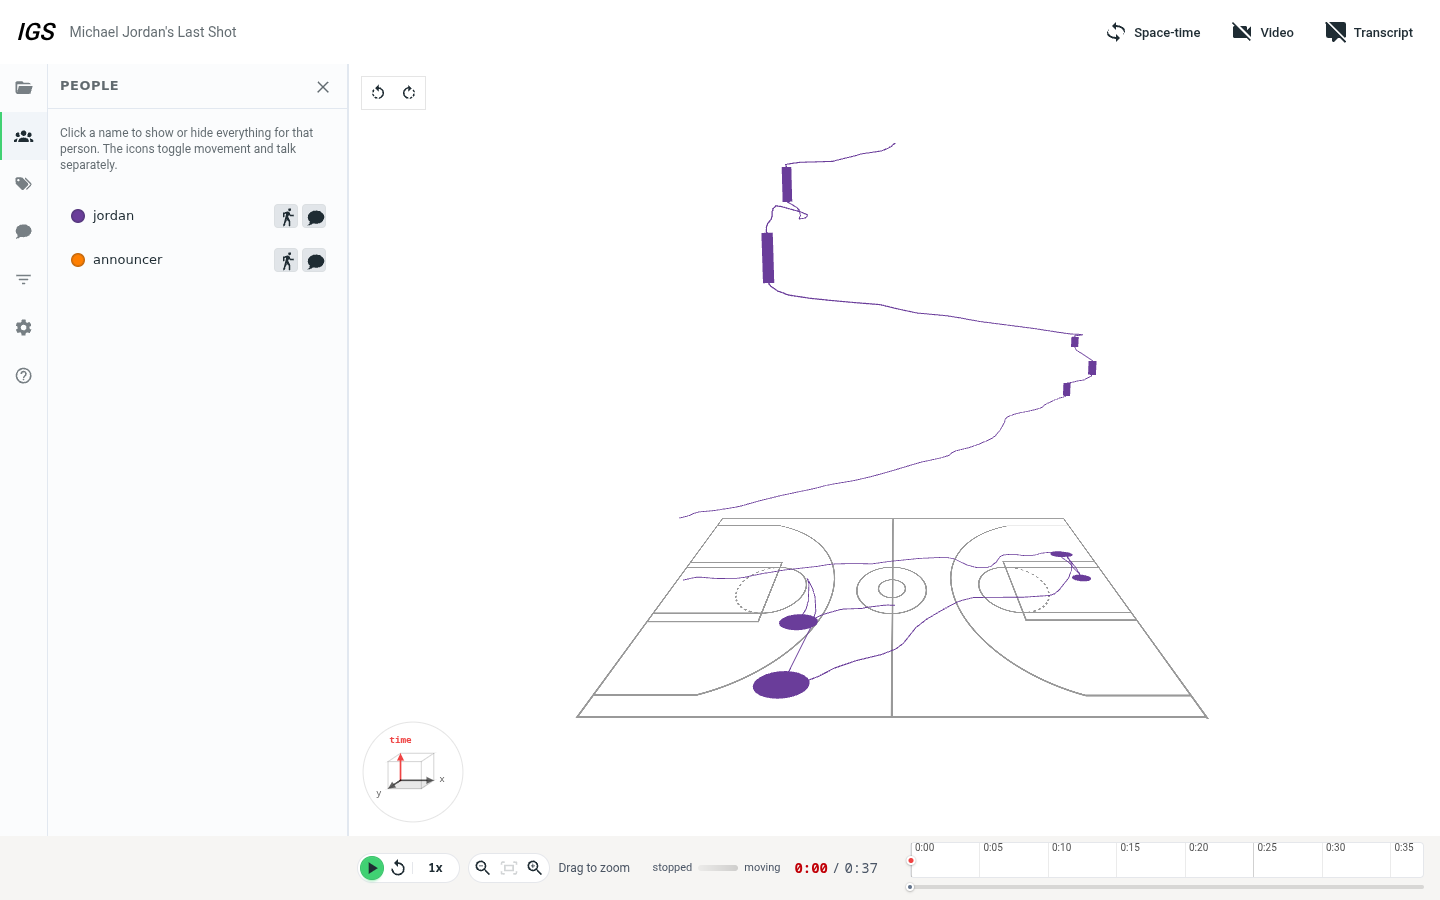 IGS Michael Jordan's Last Shot
Space-time Video Transcript
PEOPLE
Click a name to show or hide everything for that
person. The icons toggle movement and talk
separately.
jordan
announcer
time
x
y
1x
Drag to zoom
stopped moving
0:00 / 0:37
0:00 0:05 0:10 0:15 0:20 0:25 0:30 0:35